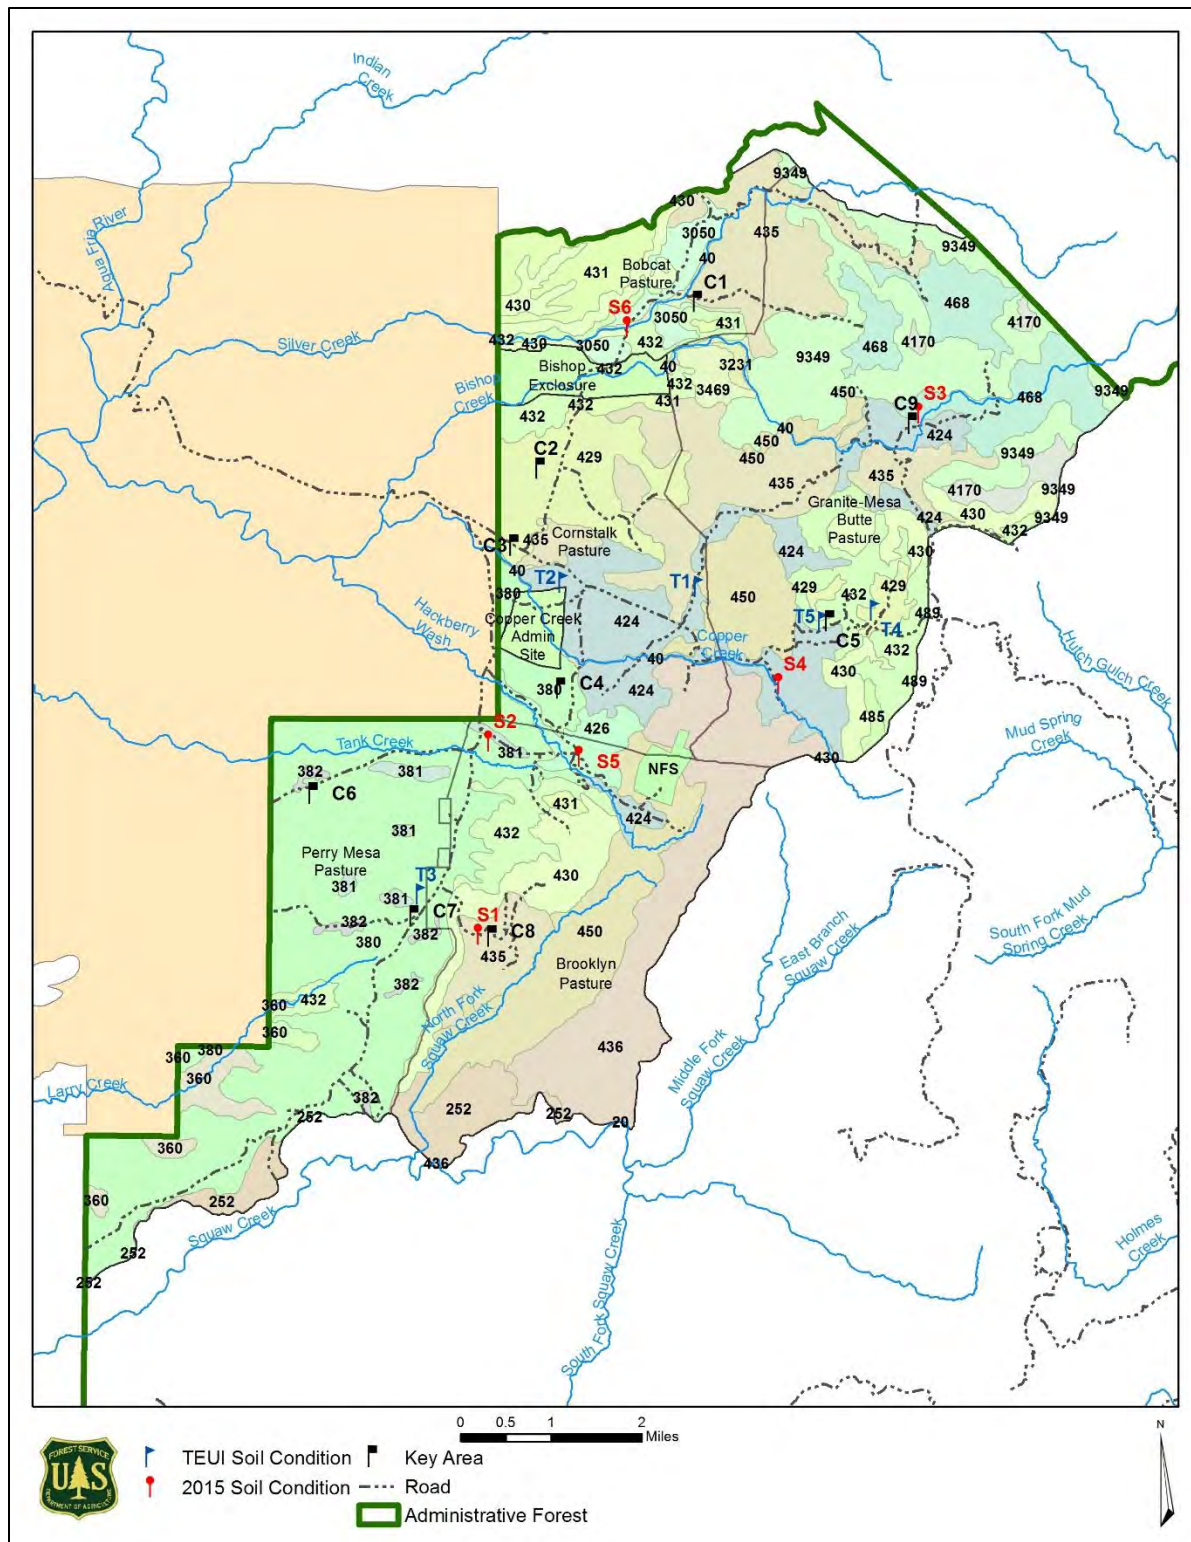 Indian
Creek
Aqua Fria River
9349
430
3050
435
9349
431
Bobcat
Pasture
40
C1
468
430
S6
3050
431
4170
432
430
3050
432
9349
468
4170
Silver Creek
Bishop
Exclosure
432
40
3231
Bishop
Creek
432
3469
431
450
C9
S3
468
9349
432
432
40
424
C2
429
450
450
9349
435
435
4170
9349
Granite-Mesa
Butte
Pasture
430
9349
424
432
C3
435
Cornstalk
Pasture
424
430
40
T2
T1
380
450
429
432
429
Hackberry
Wash
Copper Creek
Admin
Site
424
T5
C5
T4
489
Copper
Creek
432
40
S4
430
489
380
C4
424
485
Hutch Gulch Creek
426
Mud Spring
Creek
S2
Tank Creek
381
S5
NFS
430
382
381
C6
431
424
381
432
Perry Mesa
Pasture
430
T3
381
381
C7
S1
C8
382
380
382
435
450
Brooklyn
Pasture
East Branch
Squaw Creek
South Fork Mud
Spring Creek
382
432
360
360
North Fork
Squaw Creek
380
360
360
436
Middle Fork
Squaw Creek
Larry Creek
382
252
252
252
20
360
436
360
252
Squaw Creek
252
252
Holmes
Creek
South Fork Squaw Creek
0 0.5 1 2
Miles
N
FOREST SERVICE
UAS
DEPARTMENT OF AGRICULTURE
TEUI Soil Condition
Key Area
2015 Soil Condition
Road
Administrative Forest